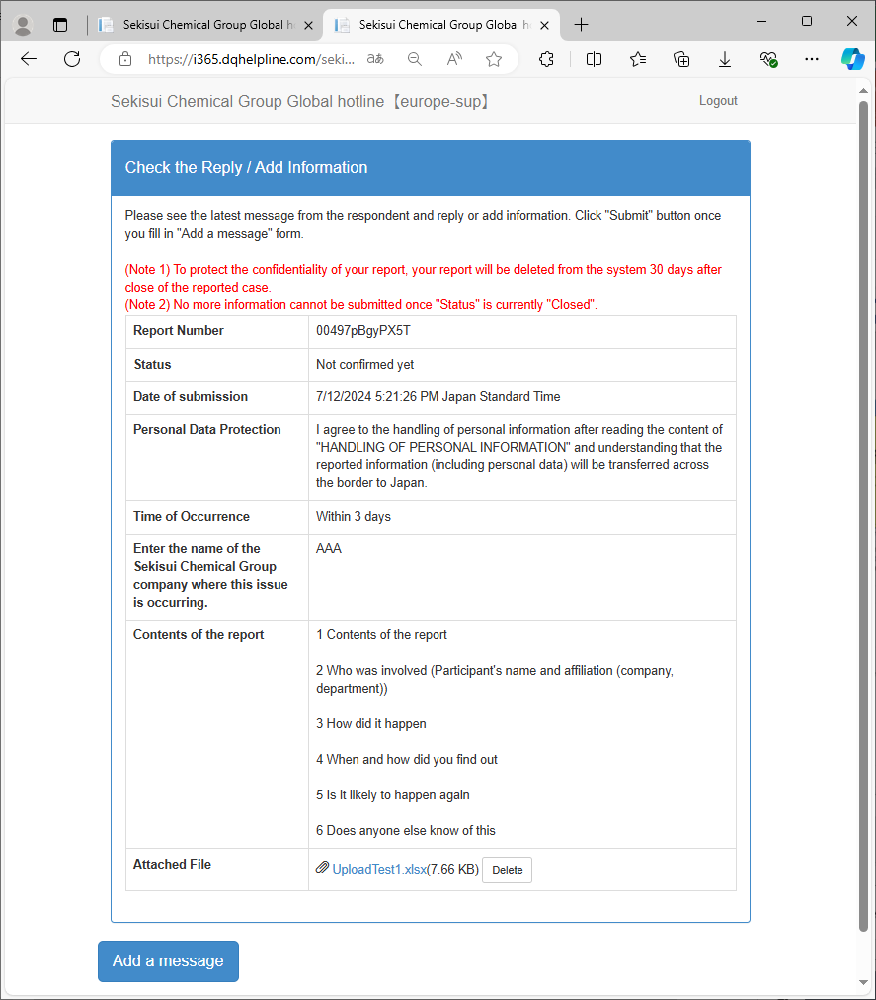 Sekisui Chemical Group Global h
Sekisui Chemical Group Global h
https://i365.dqhelpline.com/seki...
Sekisui Chemical Group Global hotline【europe-sup】
Logout
Check the Reply / Add Information
Please see the latest message from the respondent and reply or add information. Click "Submit" button once
you fill in "Add a message" form.
(Note 1) To protect the confidentiality of your report, your report will be deleted from the system 30 days after
close of the reported case.
(Note 2) No more information cannot be submitted once "Status" is currently "Closed".
Report Number
00497pBgyPX5T
Status
Not confirmed yet
Date of submission
7/12/2024 5:21:26 PM Japan Standard Time
Personal Data Protection
I agree to the handling of personal information after reading the content of
"HANDLING OF PERSONAL INFORMATION" and understanding that the
reported information (including personal data) will be transferred across
the border to Japan.
Time of Occurrence
Within 3 days
Enter the name of the
Sekisui Chemical Group
company where this issue
is occurring.
AAA
Contents of the report
1 Contents of the report
2 Who was involved (Participant's name and affiliation (company,
department))
3 How did it happen
4 When and how did you find out
5 Is it likely to happen again
6 Does anyone else know of this
Attached File
UploadTest1.xlsx(7.66 KB) Delete
Add a message